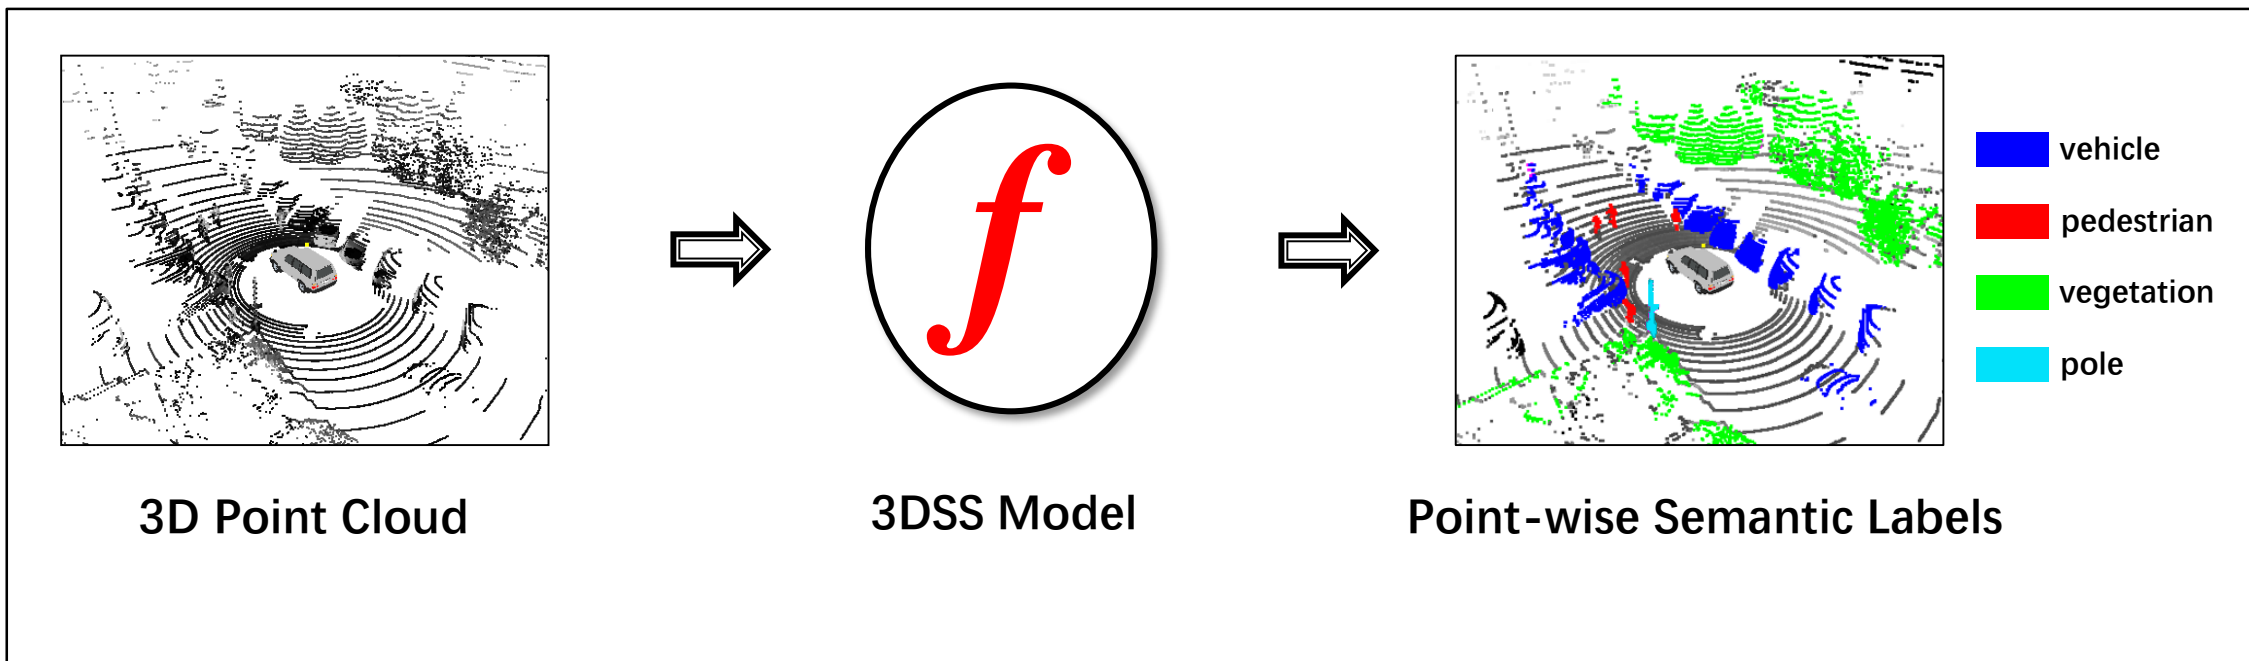 f
vehicle
pedestrian
vegetation
pole
3D Point Cloud
3DSS Model
Point-wise Semantic Labels